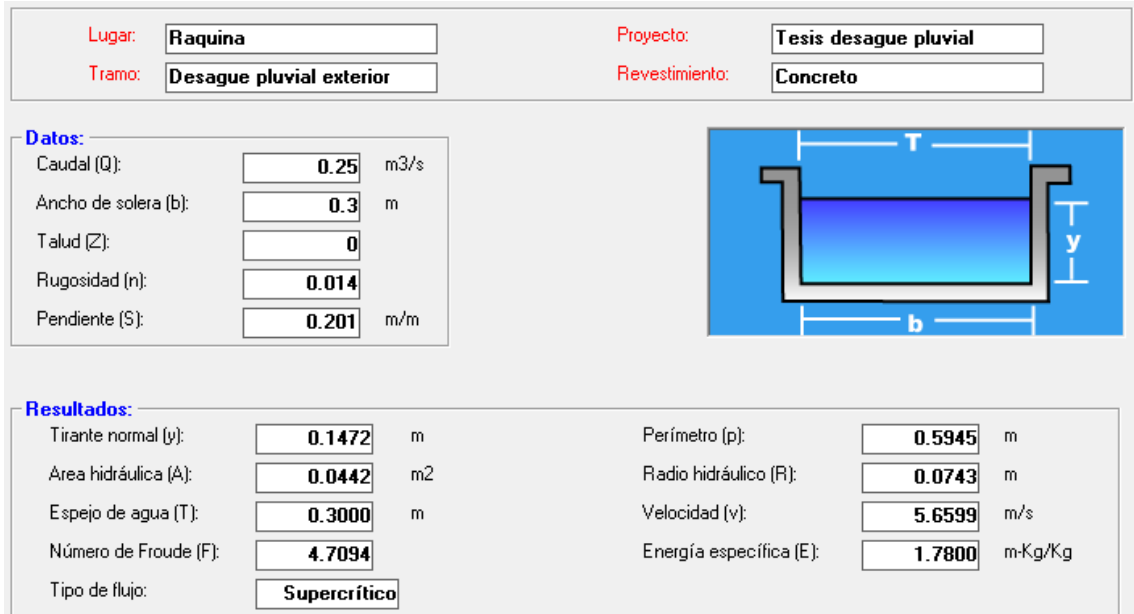 Lugar: Raquina Proyecto: Tesis desague pluvial
Tramo: Desague pluvial exterior Revestimiento: Concreto
Datos:
Caudal (Q): 0.25 m3/s
Ancho de solera (b): 0.3 m
Talud (Z): 0
Rugosidad (n): 0.014
Pendiente (S): 0.201 m/m
T
y
b
Resultados:
Tirante normal (y): 0.1472 m Perímetro (p): 0.5945 m
Area hidráulica (A): 0.0442 m2 Radio hidráulico (R): 0.0743 m
Espejo de agua (T): 0.3000 m Velocidad (v): 5.6599 m/s
Número de Froude (F): 4.7094 Energía específica (E): 1.7800 m-Kg/Kg
Tipo de flujo: Supercrítico